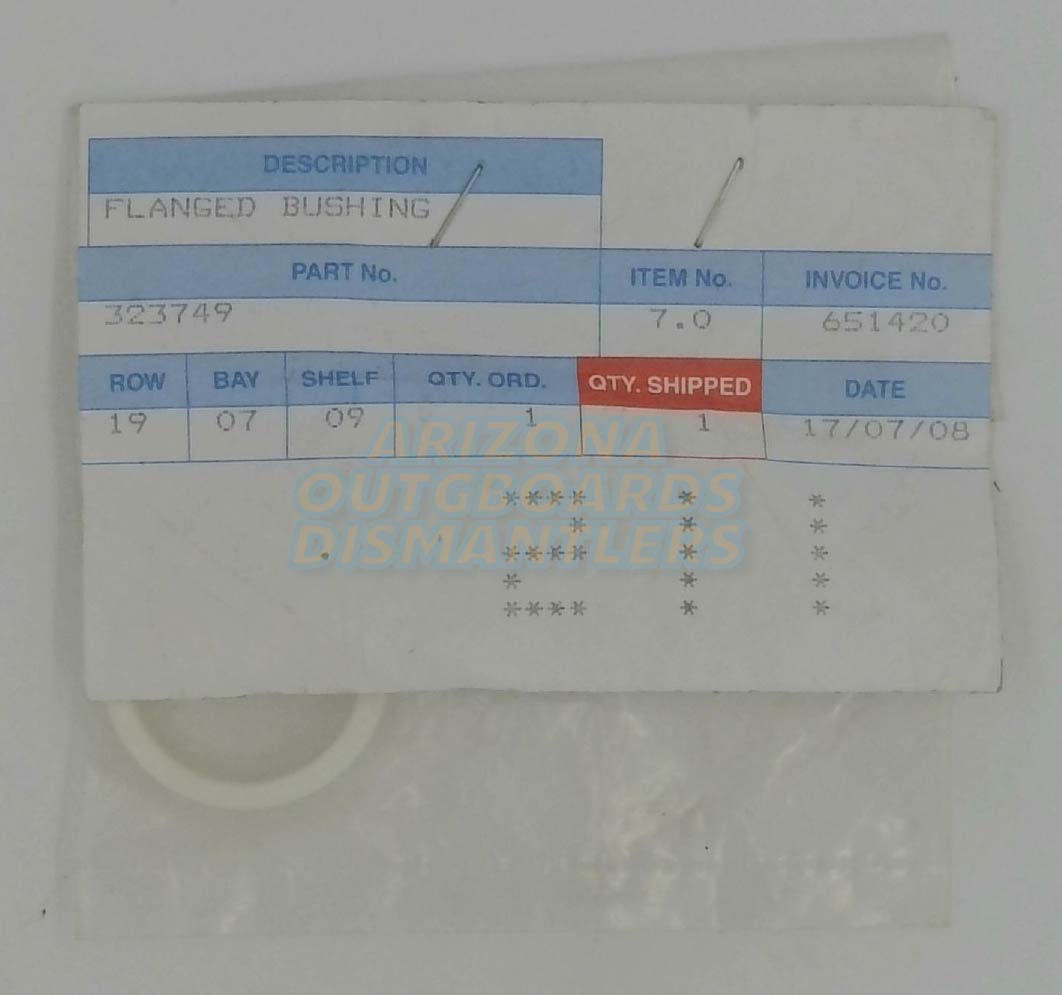 DESCRIPTION
FLANGED BUSHING
PART No. ITEM No. INVOICE No.
323749 7.0 651420
ROW BAY SHELF QTY. ORD. QTY. SHIPPED DATE
19 07 09 1 1 17/07/08
ARIZONA
OUTGBOARDS
DISMANTLERS
**** * *
* * *
**** * *
* * *
**** * *